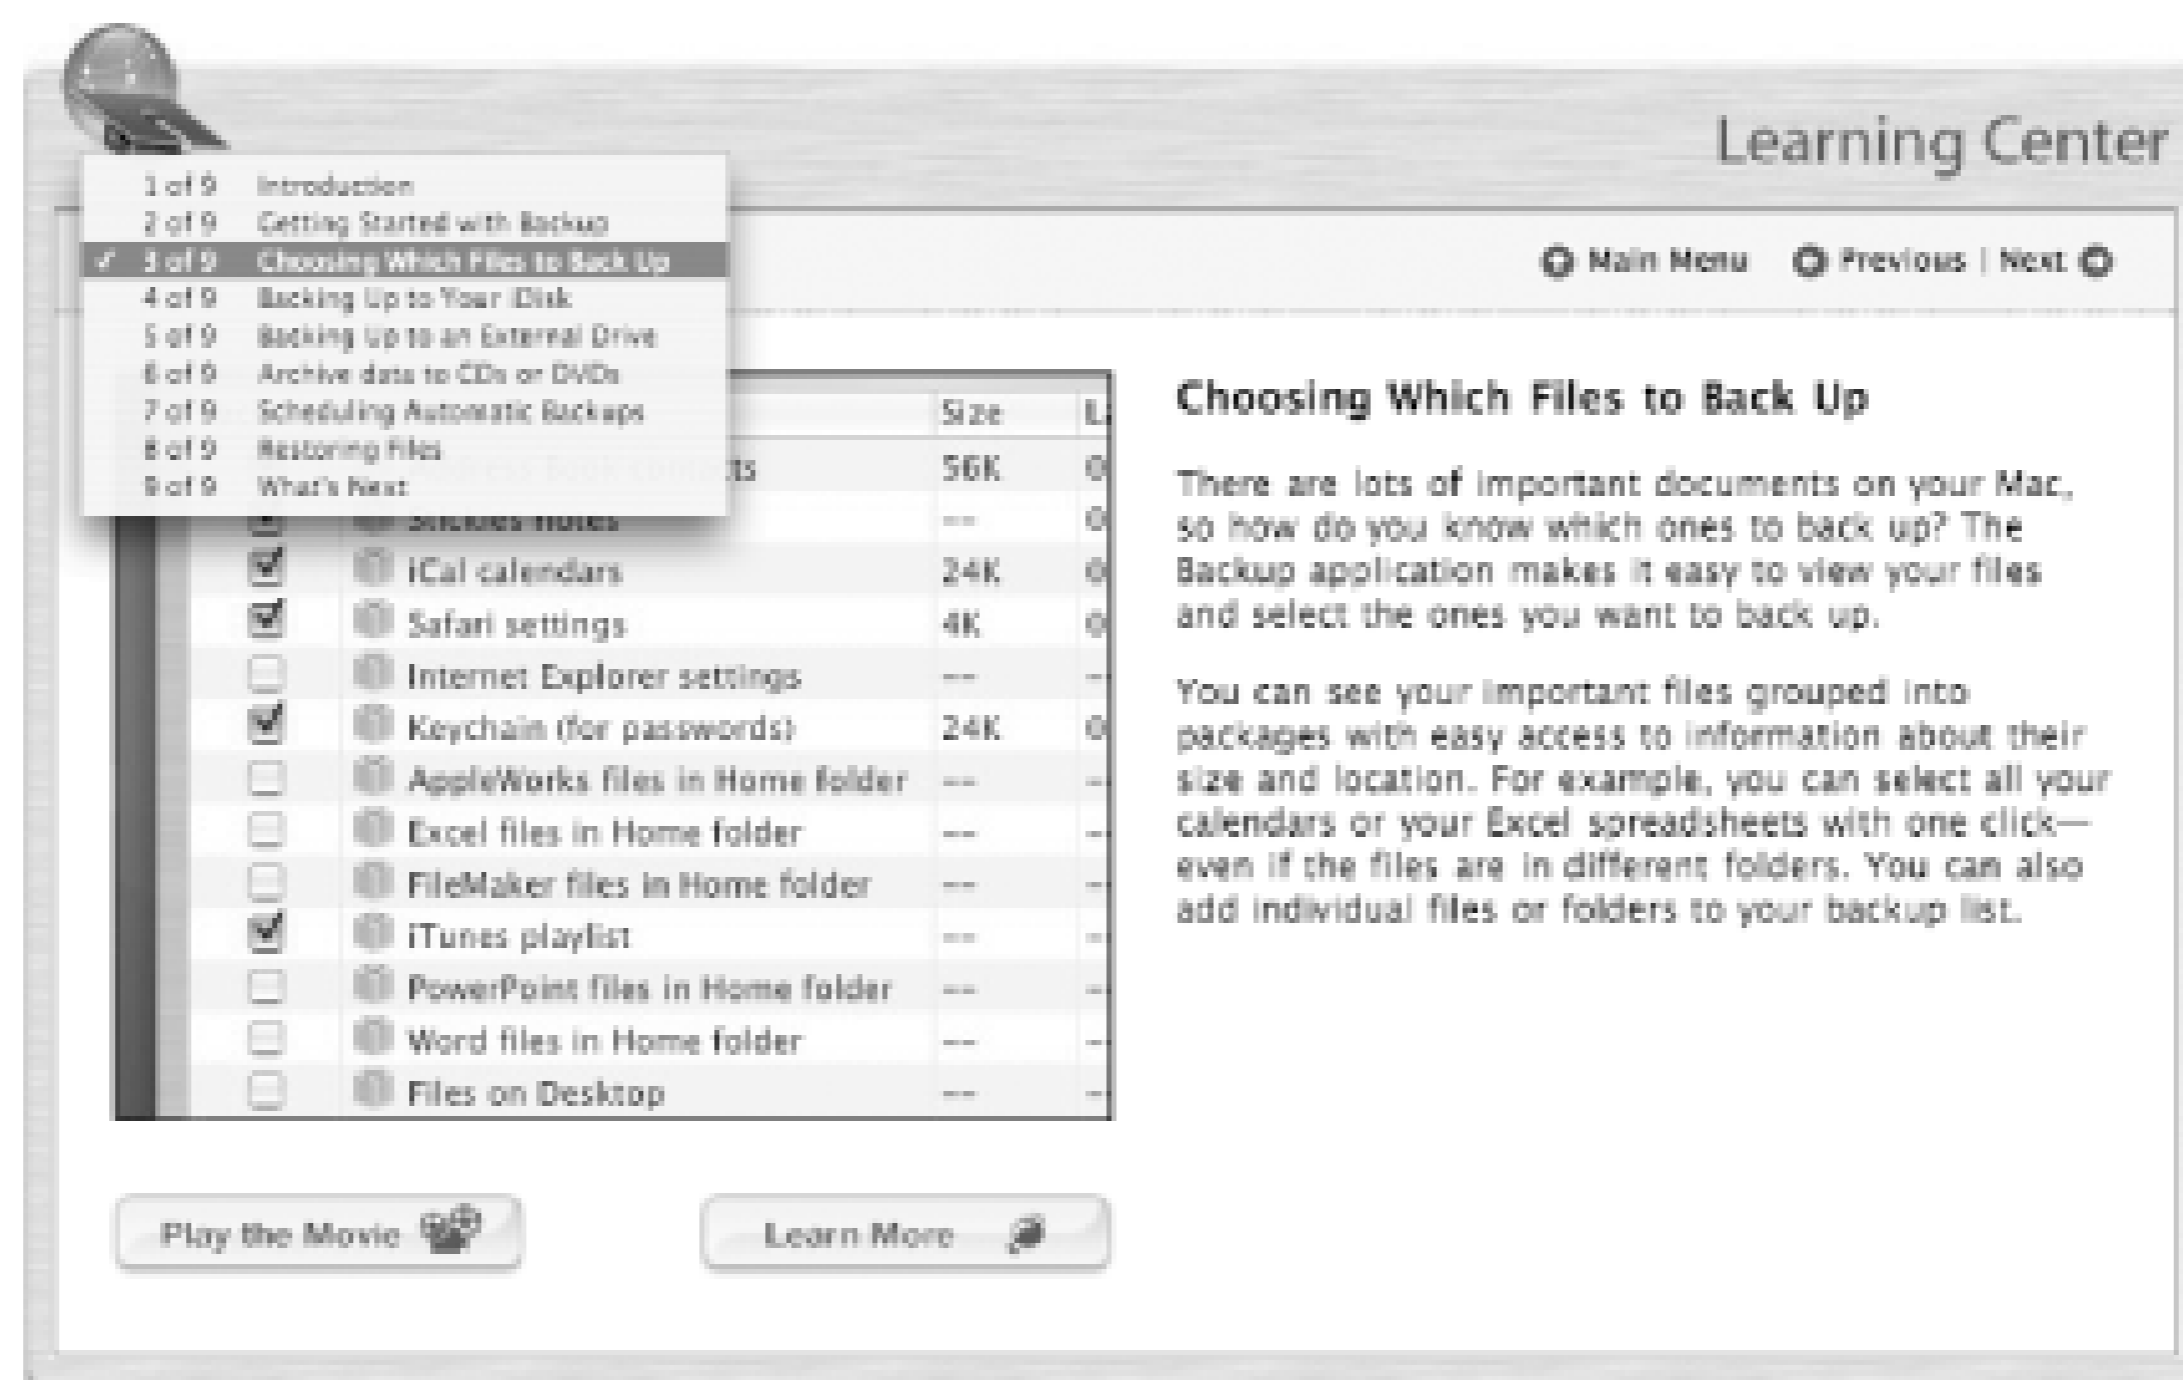 Learning Center
1 of 9 Introduction
2 of 9 Getting Started with Backup
✓ 3 of 9 Choosing Which Files to Back Up
4 of 9 Backing Up to Your iDisk
5 of 9 Backing Up to an External Drive
6 of 9 Archive data to CDs or DVDs
7 of 9 Scheduling Automatic Backups
8 of 9 Restoring Files
9 of 9 What's Next
Main Menu Previous | Next
Size
Address Book contacts 56K
Stickies notes --
iCal calendars 24K
Safari settings 4K
Internet Explorer settings --
Keychain (for passwords) 24K
AppleWorks files in Home folder --
Excel files in Home folder --
FileMaker files in Home folder --
iTunes playlist --
PowerPoint files in Home folder --
Word files in Home folder --
Files on Desktop --
Play the Movie
Learn More
Choosing Which Files to Back Up
There are lots of important documents on your Mac,
so how do you know which ones to back up? The
Backup application makes it easy to view your files
and select the ones you want to back up.
You can see your important files grouped into
packages with easy access to information about their
size and location. For example, you can select all your
calendars or your Excel spreadsheets with one click—
even if the files are in different folders. You can also
add individual files or folders to your backup list.